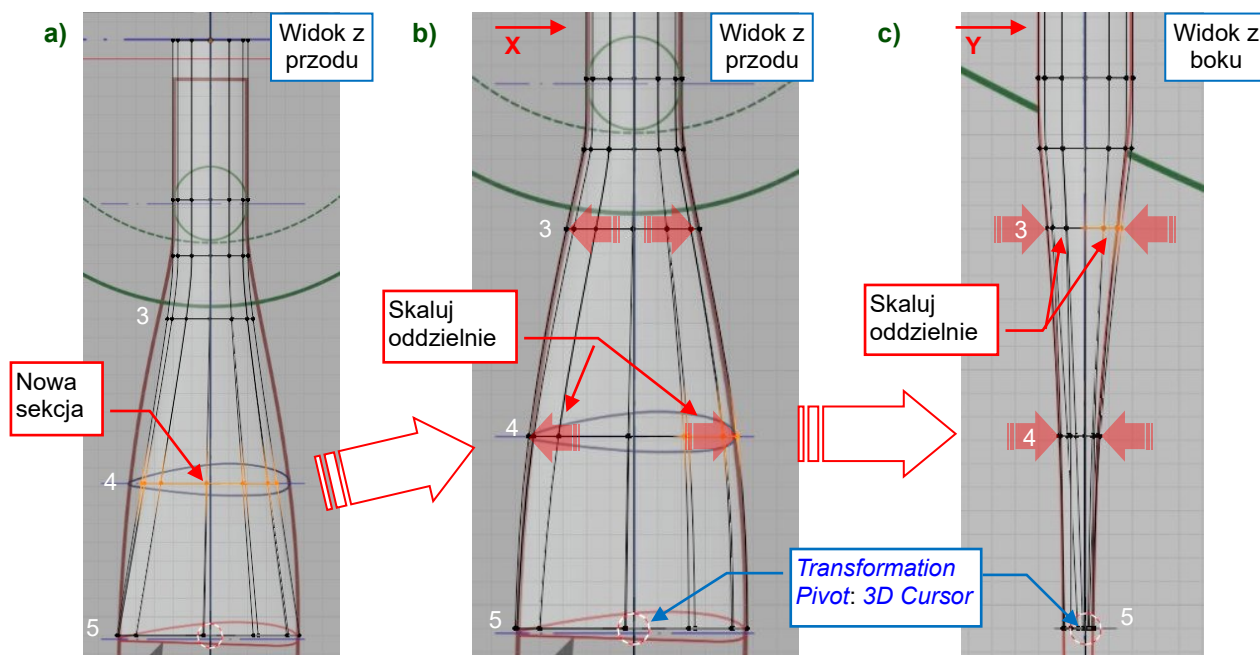 a)
Widok z
przodu
3
Nowa
sekcja
4
5
b)
X
Widok z
przodu
3
Skaluj
oddzielnie
4
5
Transformation
Pivot: 3D Cursor
c)
Y
Widok z
boku
3
Skaluj
oddzielnie
4
5